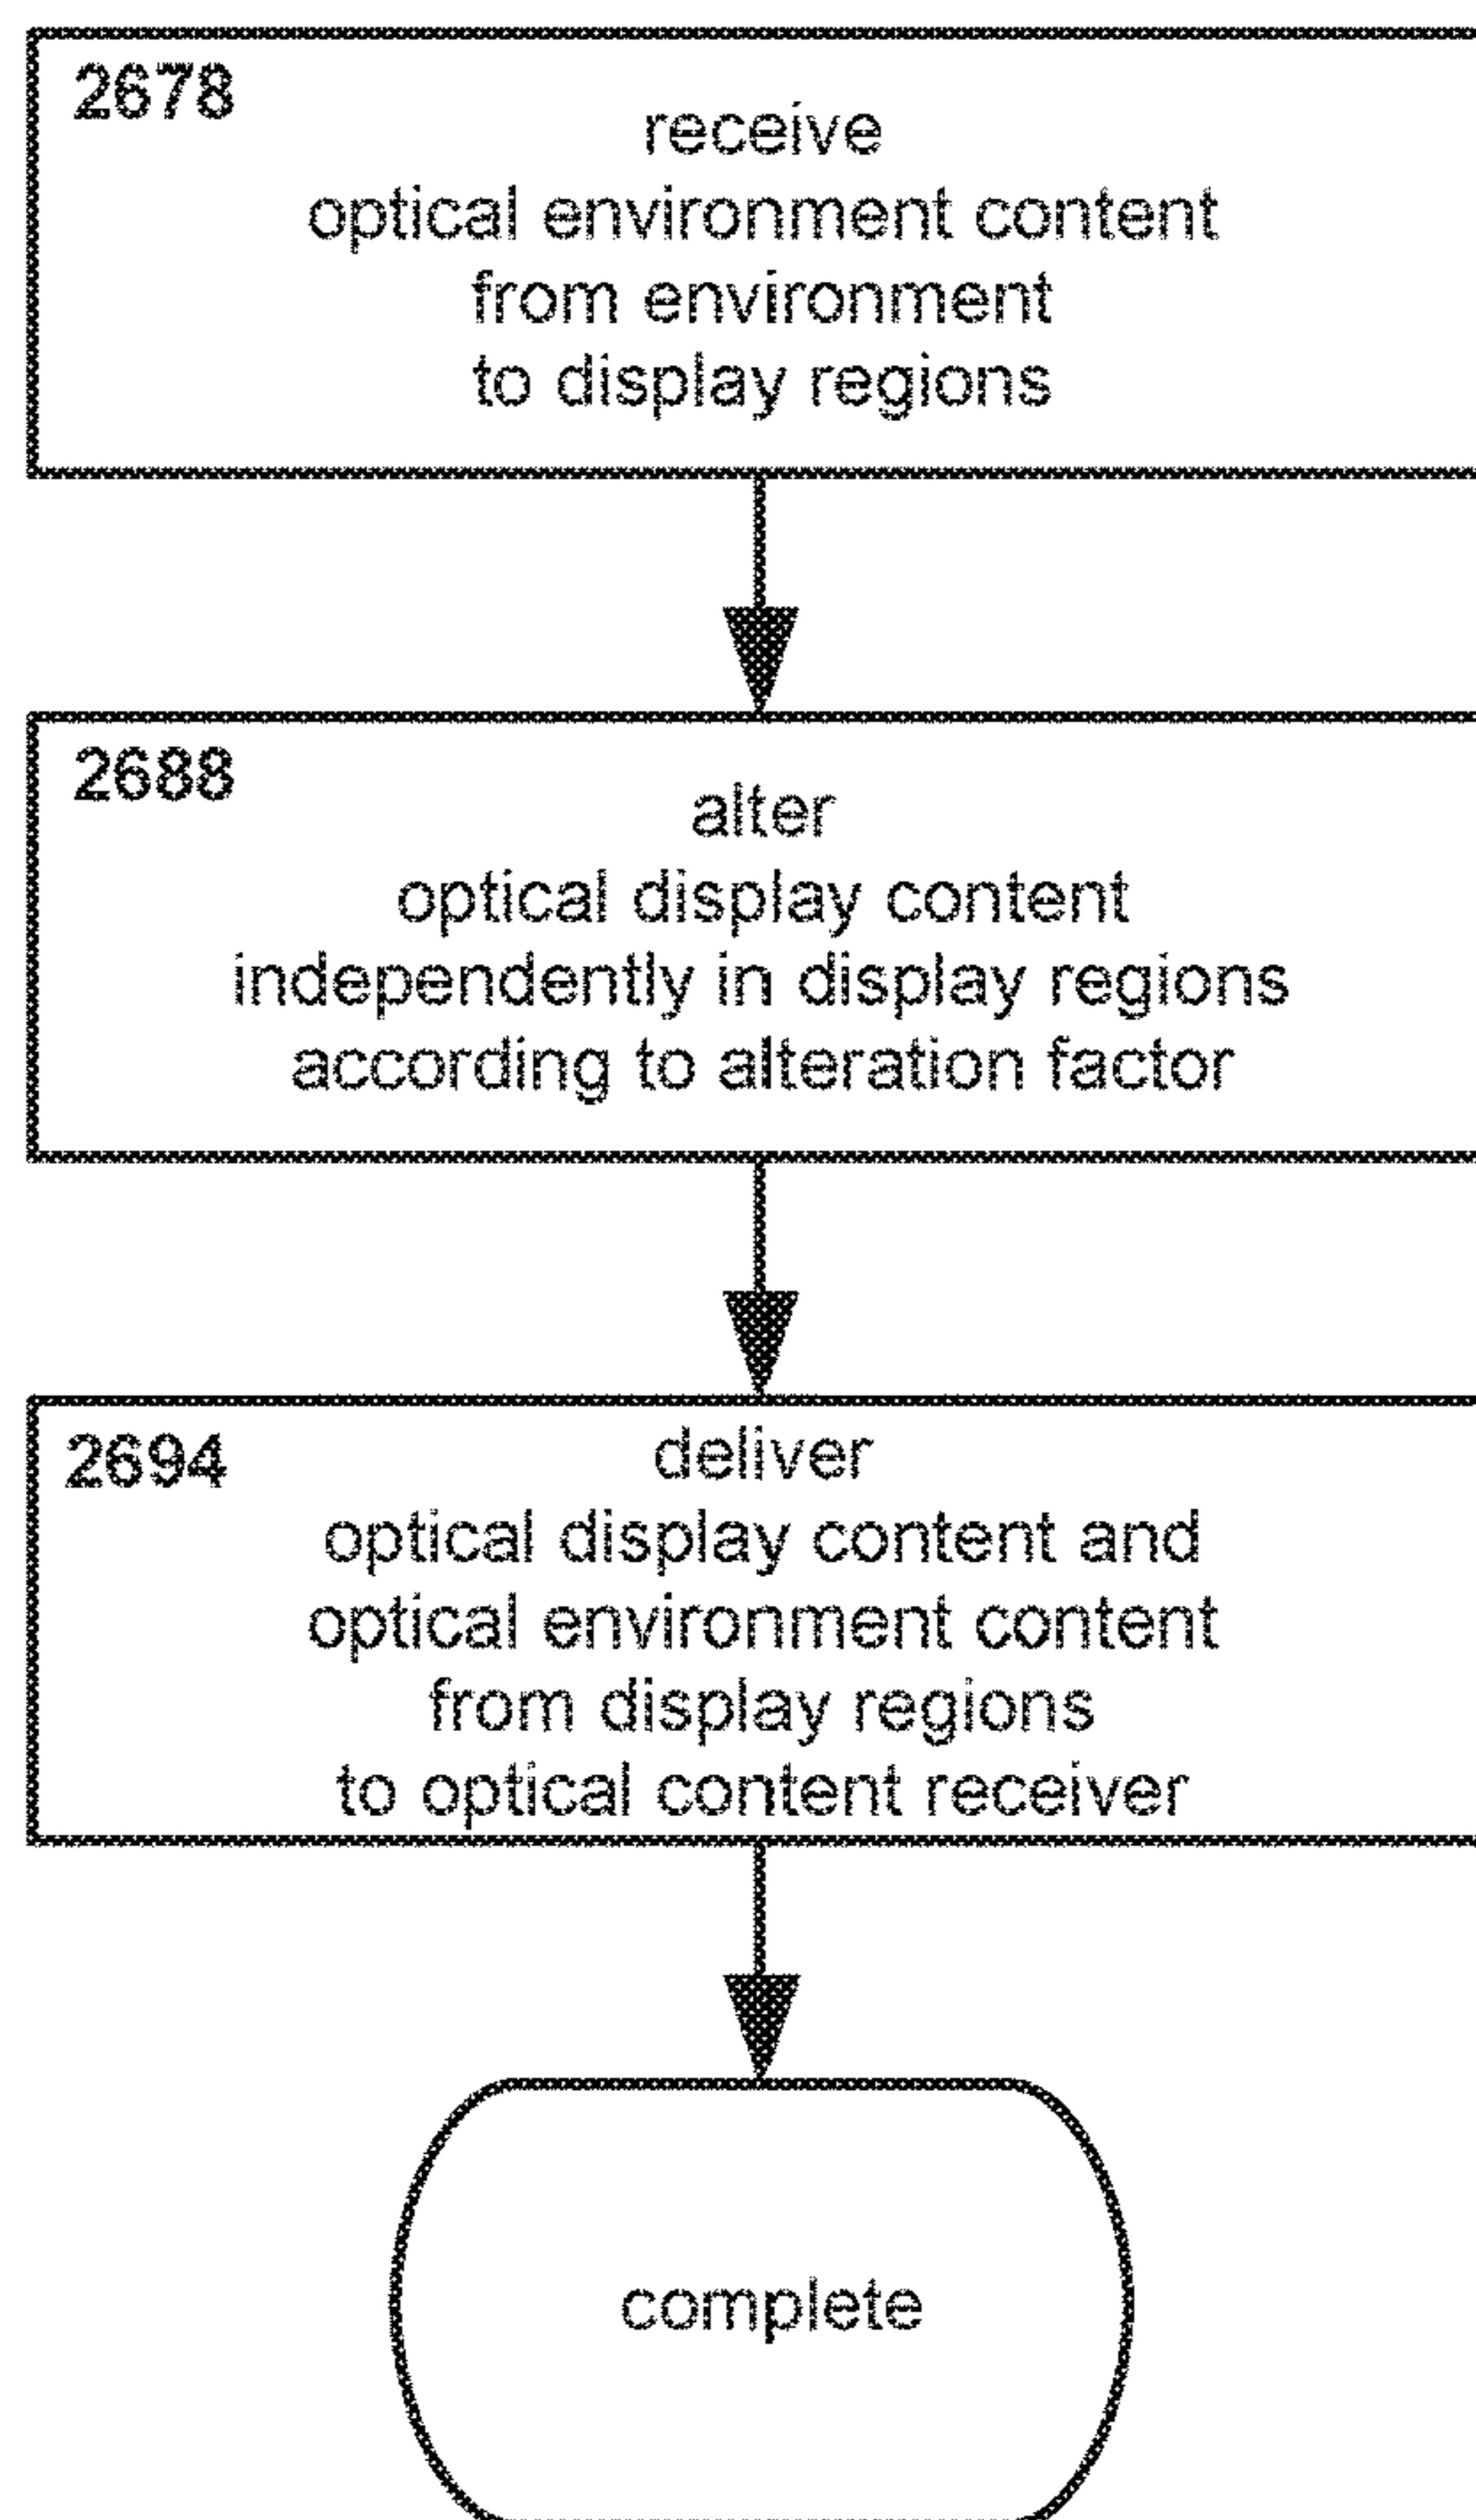 2678
receive
optical environment content
from environment
to display regions
2688
alter
optical display content
independently in display regions
according to alteration factor
2694
deliver
optical display content and
optical environment content
from display regions
to optical content receiver
complete